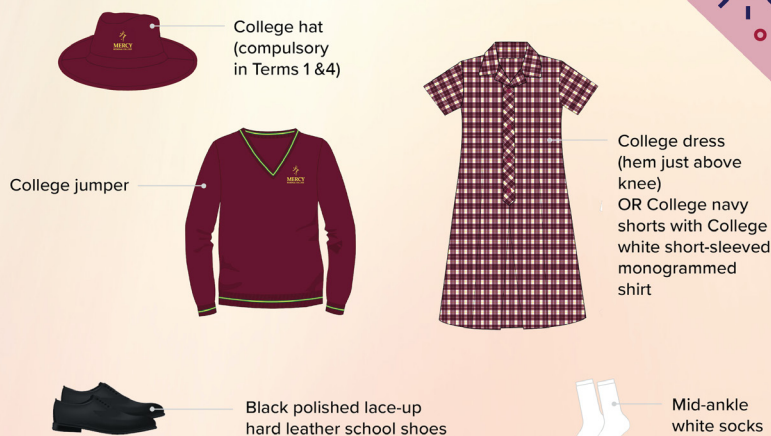 College hat
(compulsory
in Terms 1 &4)
MERCY
College jumper
MERCY
College dress
(hem just above
knee)
OR College navy
shorts with College
white short-sleeved
monogrammed
shirt
Black polished lace-up
hard leather school shoes
Mid-ankle
white socks